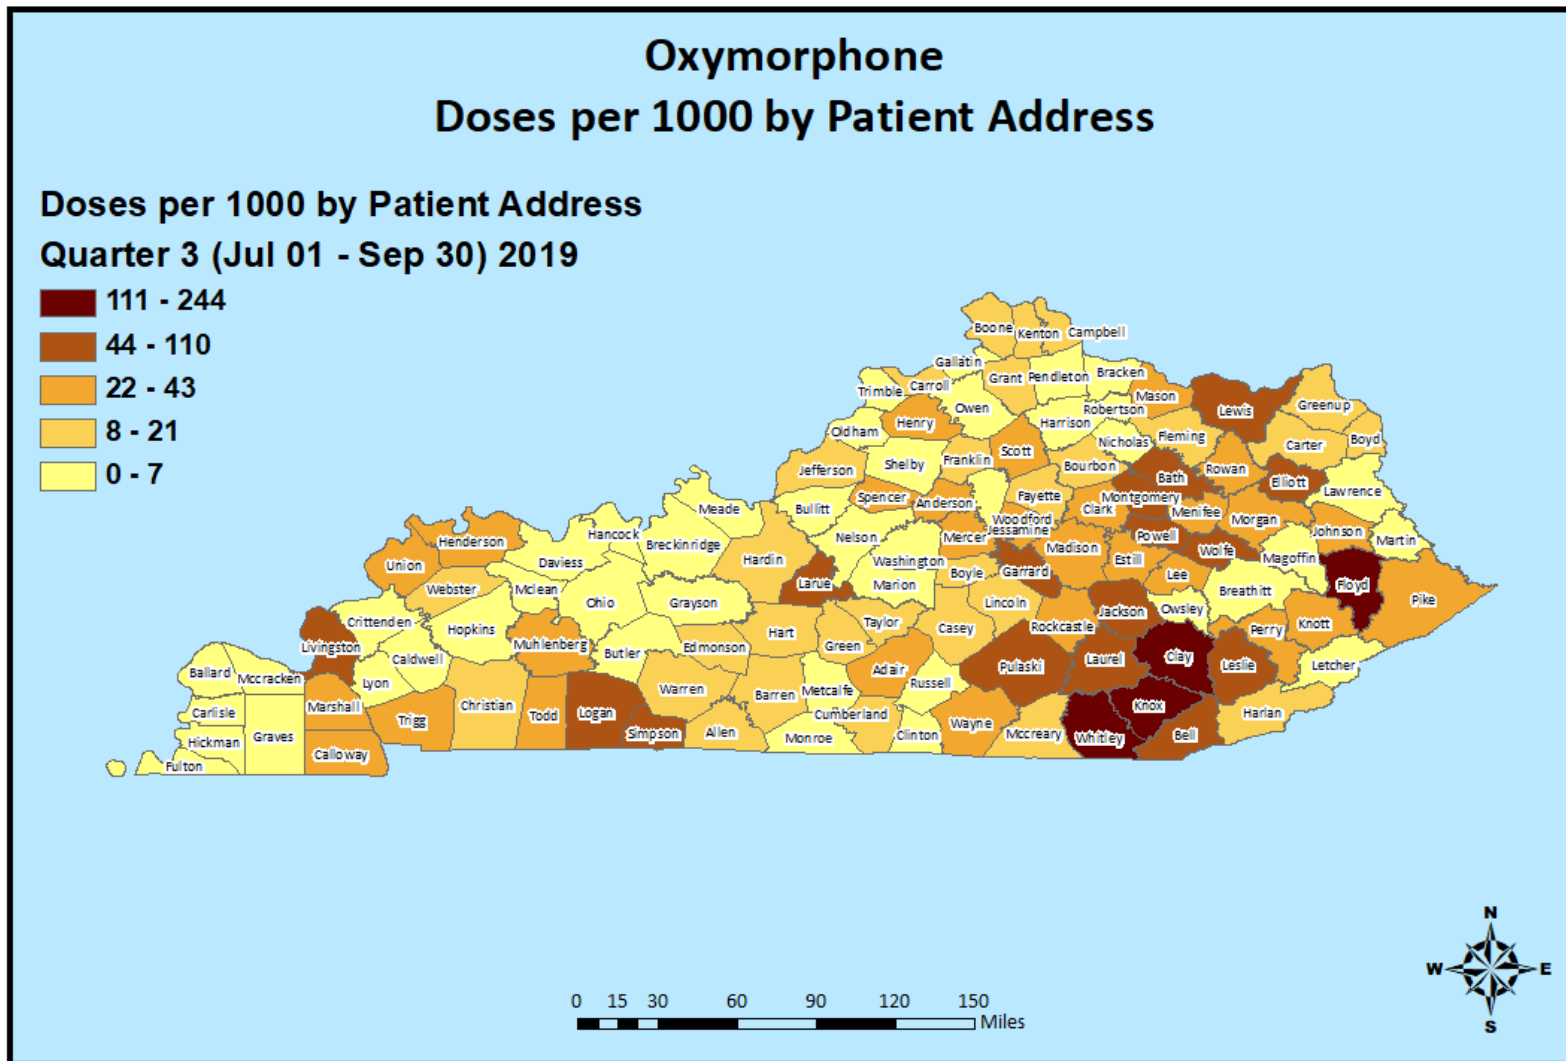 Oxymorphone
Doses per 1000 by Patient Address
Doses per 1000 by Patient Address
Quarter 3 (Jul 01 - Sep 30) 2019
111 - 244
44 - 110
22 - 43
8 - 21
0 - 7
Boone
Kenton
Campbell
Gallatin
Grant
Pendleton
Bracken
Trimble
Carroll
Owen
Mason
Robertson
Lewis
Greenup
Oldham
Henry
Harrison
Nicholas
Fleming
Carter
Boyd
Jefferson
Shelby
Franklin
Scott
Bourbon
Bath
Rowan
Elliott
Lawrence
Spencer
Anderson
Fayette
Montgomery
Clark
Menifee
Morgan
Meade
Bullitt
Woodford
Jessamine
Johnson
Martin
Hancock
Breckinridge
Nelson
Mercer
Madison
Powell
Wolfe
Magoffin
Henderson
Union
Daviess
Hardin
Washington
Marion
Boyle
Garrard
Estill
Lee
Breathitt
Floyd
Pike
Webster
Mclean
Ohio
Grayson
Larue
Lincoln
Jackson
Owsley
Crittenden
Hopkins
Muhlenberg
Butler
Edmonson
Hart
Green
Taylor
Casey
Rockcastle
Perry
Knott
Livingston
Caldwell
Lyon
Adair
Russell
Pulaski
Laurel
Clay
Leslie
Letcher
Ballard
Mccracken
Warren
Barren
Metcalfe
Carlisle
Marshall
Trigg
Christian
Todd
Logan
Simpson
Allen
Cumberland
Monroe
Clinton
Wayne
Mccreary
Whitley
Knox
Bell
Harlan
Hickman
Graves
Calloway
Fulton
N
W
E
S
0 15 30 60 90 120 150
Miles